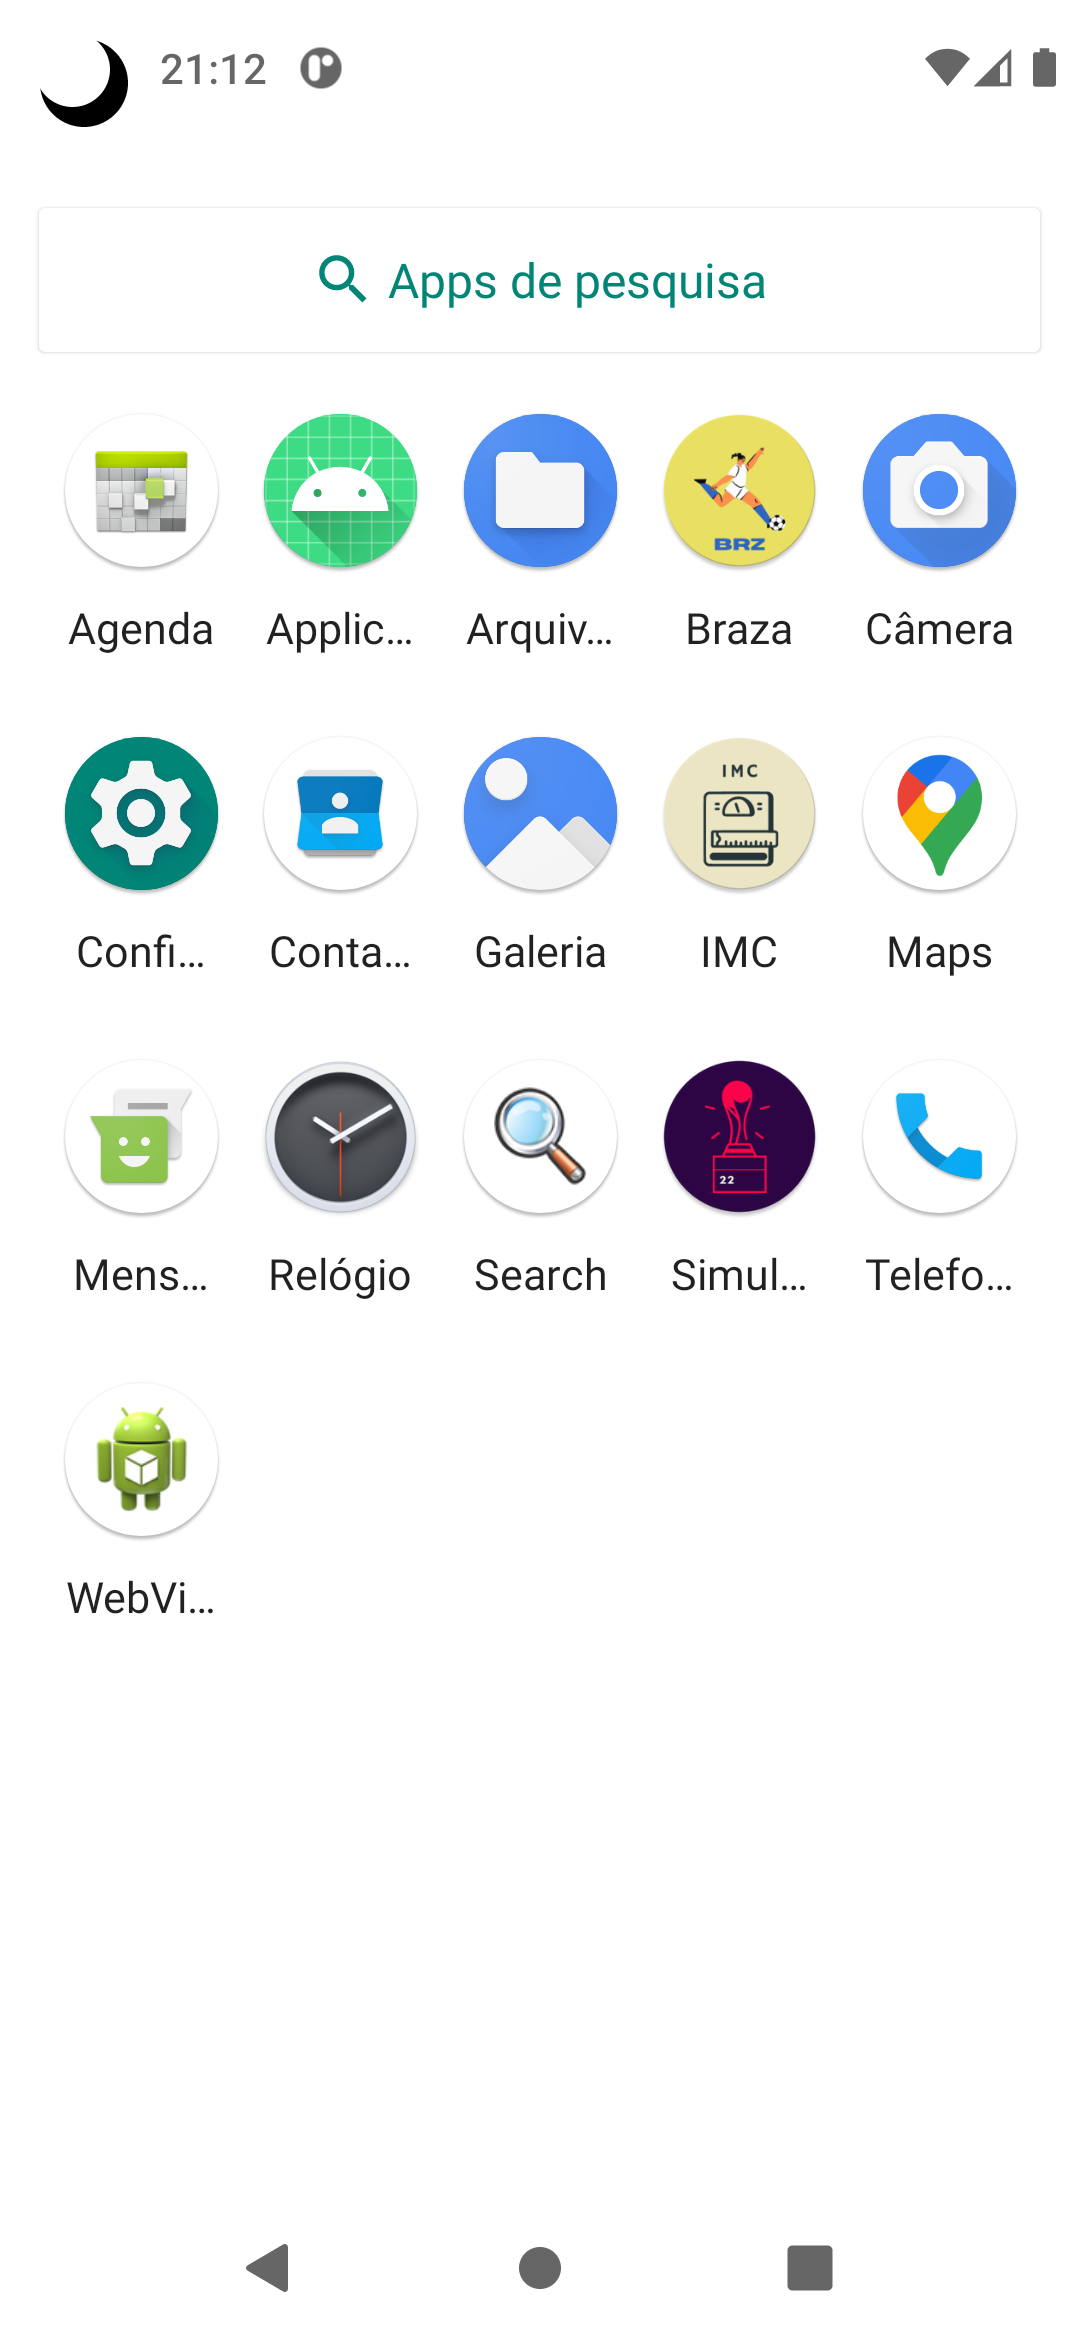 21:12
Apps de pesquisa
BRZ
Agenda Applic… Arquiv… Braza Câmera
IMC
Confi… Conta… Galeria IMC Maps
22
Mens… Relógio Search Simul… Telefo…
WebVi…